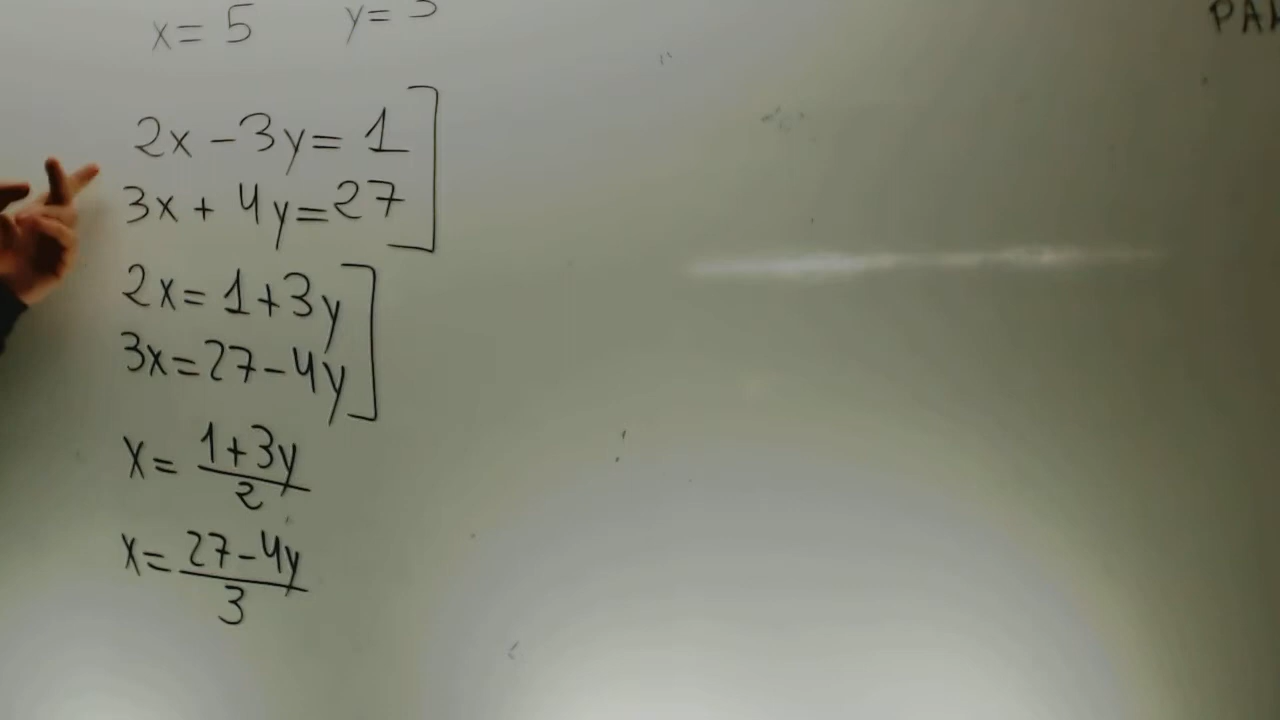 x= 5 y= 3
2x - 3y= 1
3x + 4y=27
2x= 1+3y
3x=27-4y
x= 1+3y
2
x= 27-4y
3